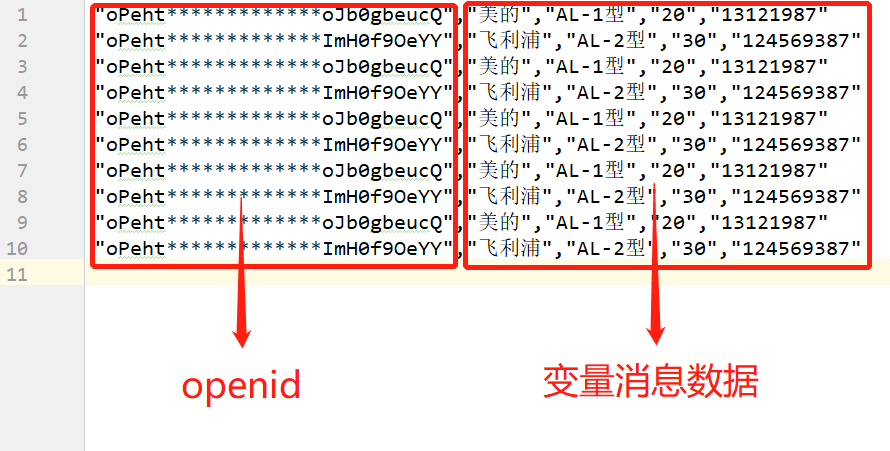 1 "oPeht*************oJb0gbeucQ","美的","AL-1型","20","13121987"
2 "oPeht*************ImH0f9OeYY","飞利浦","AL-2型","30","124569387"
3 "oPeht*************oJb0gbeucQ","美的","AL-1型","20","13121987"
4 "oPeht*************ImH0f9OeYY","飞利浦","AL-2型","30","124569387"
5 "oPeht*************oJb0gbeucQ","美的","AL-1型","20","13121987"
6 "oPeht*************ImH0f9OeYY","飞利浦","AL-2型","30","124569387"
7 "oPeht*************oJb0gbeucQ","美的","AL-1型","20","13121987"
8 "oPeht*************ImH0f9OeYY","飞利浦","AL-2型","30","124569387"
9 "oPeht*************oJb0gbeucQ","美的","AL-1型","20","13121987"
10 "oPeht*************ImH0f9OeYY","飞利浦","AL-2型","30","124569387"
11
openid
变量消息数据